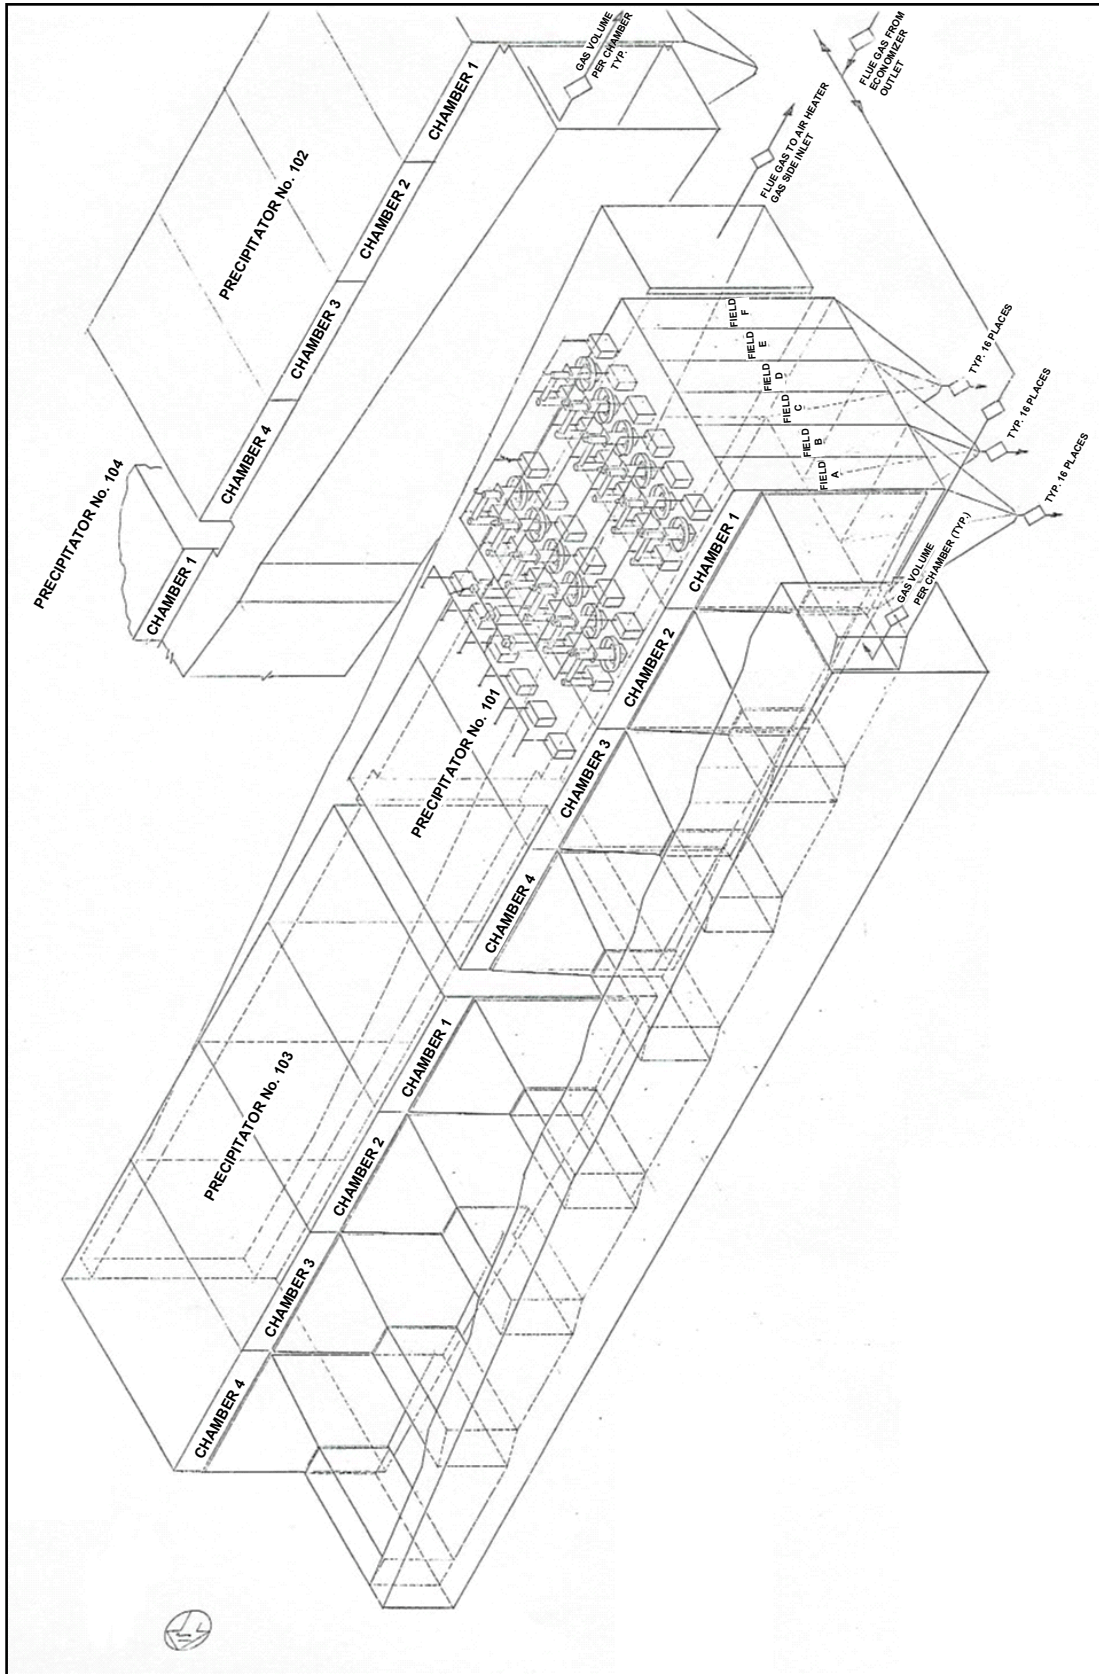 GAS VOLUME
PER CHAMBER
TYP.
FLUE GAS FROM
ECONOMIZER
OUTLET
CHAMBER 1
PRECIPITATOR No. 102
CHAMBER 2
CHAMBER 3
CHAMBER 4
FLUE GAS TO AIR HEATER
GAS SIDE INLET
PRECIPITATOR No. 104
CHAMBER 1
FIELD
F
FIELD
E
FIELD
D
FIELD
C
FIELD
B
FIELD
A
TYP. 16 PLACES
TYP. 16 PLACES
TYP. 16 PLACES
GAS VOLUME
PER CHAMBER (TYP.)
PRECIPITATOR No. 101
CHAMBER 1
CHAMBER 2
CHAMBER 3
CHAMBER 4
PRECIPITATOR No. 103
CHAMBER 1
CHAMBER 2
CHAMBER 3
CHAMBER 4